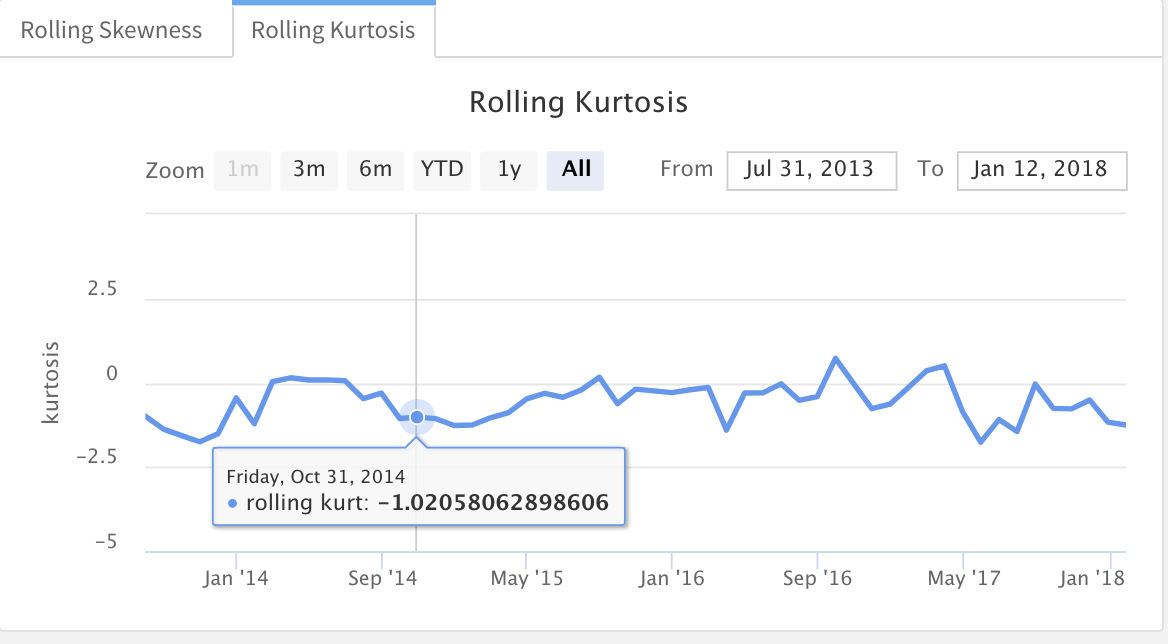 Rolling Skewness
Rolling Kurtosis
Rolling Kurtosis
Zoom 1m 3m 6m YTD 1y All From Jul 31, 2013 To Jan 12, 2018
2.5
0
−2.5
−5
kurtosis
Friday, Oct 31, 2014
● rolling kurt: −1.02058062898606
Jan '14 Sep '14 May '15 Jan '16 Sep '16 May '17 Jan '18